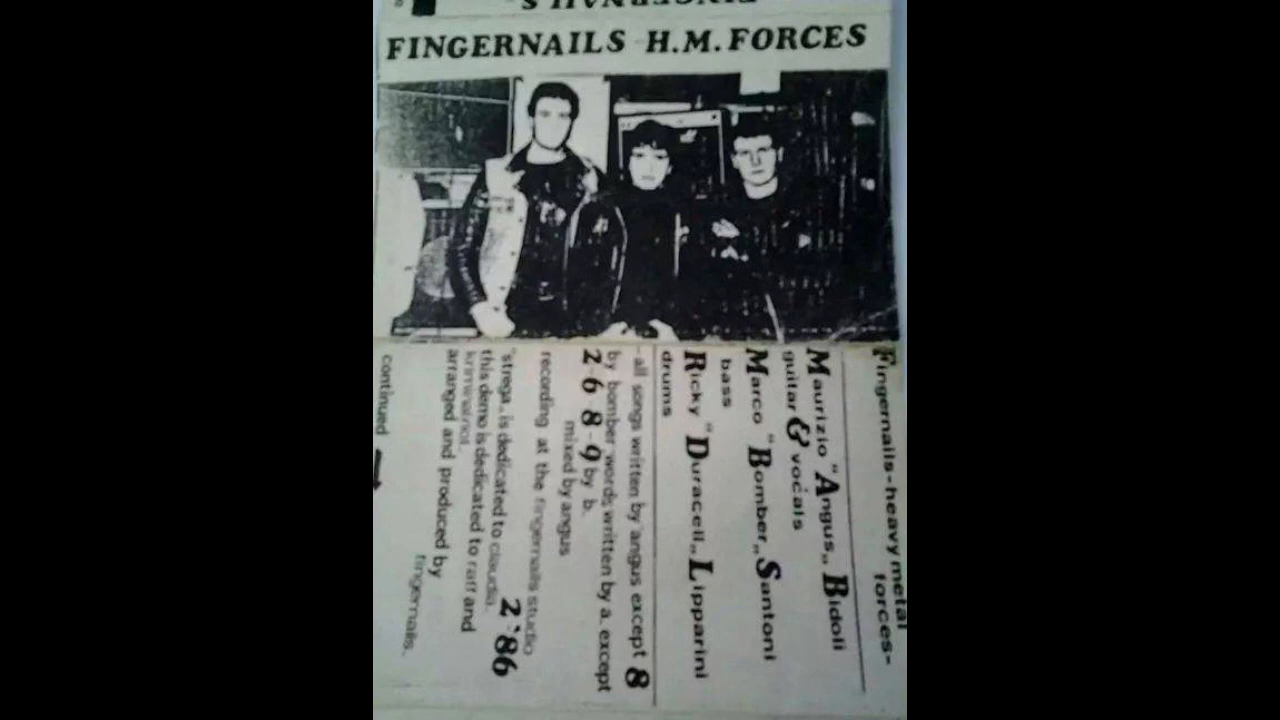 FINGERNAILS
FINGERNAILS - H.M. FORCES
Fingernails-heavy metal
forces-
Maurizio "Angus„ Bidoli
guitar & vocals
Marco "Bomber„ Santoni
bass
Ricky "Duracell„ Lipparini
drums
- all songs written by angus except 8
by bomber words written by a. except
2-6-8-9 by b.
mixed by angus
recording at the fingernails studio
2-'86
"strega„ is dedicated to claudia.
this demo is dedicated to raff and
kriminal riot.
arranged and produced by
fingernails.
continued